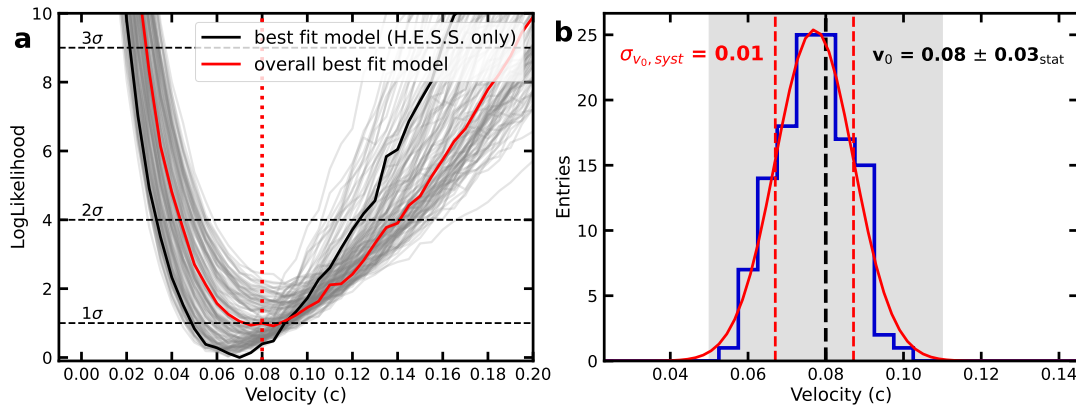 a
best fit model (H.E.S.S. only)
overall best fit model
3σ
2σ
1σ
LogLikelihood
10
8
6
4
2
0
0.00 0.02 0.04 0.06 0.08 0.10 0.12 0.14 0.16 0.18 0.20
Velocity (c)
b
σv₀, syst = 0.01
v₀ = 0.08 ± 0.03stat
Entries
25
20
15
10
5
0
0.04 0.06 0.08 0.10 0.12 0.14
Velocity (c)